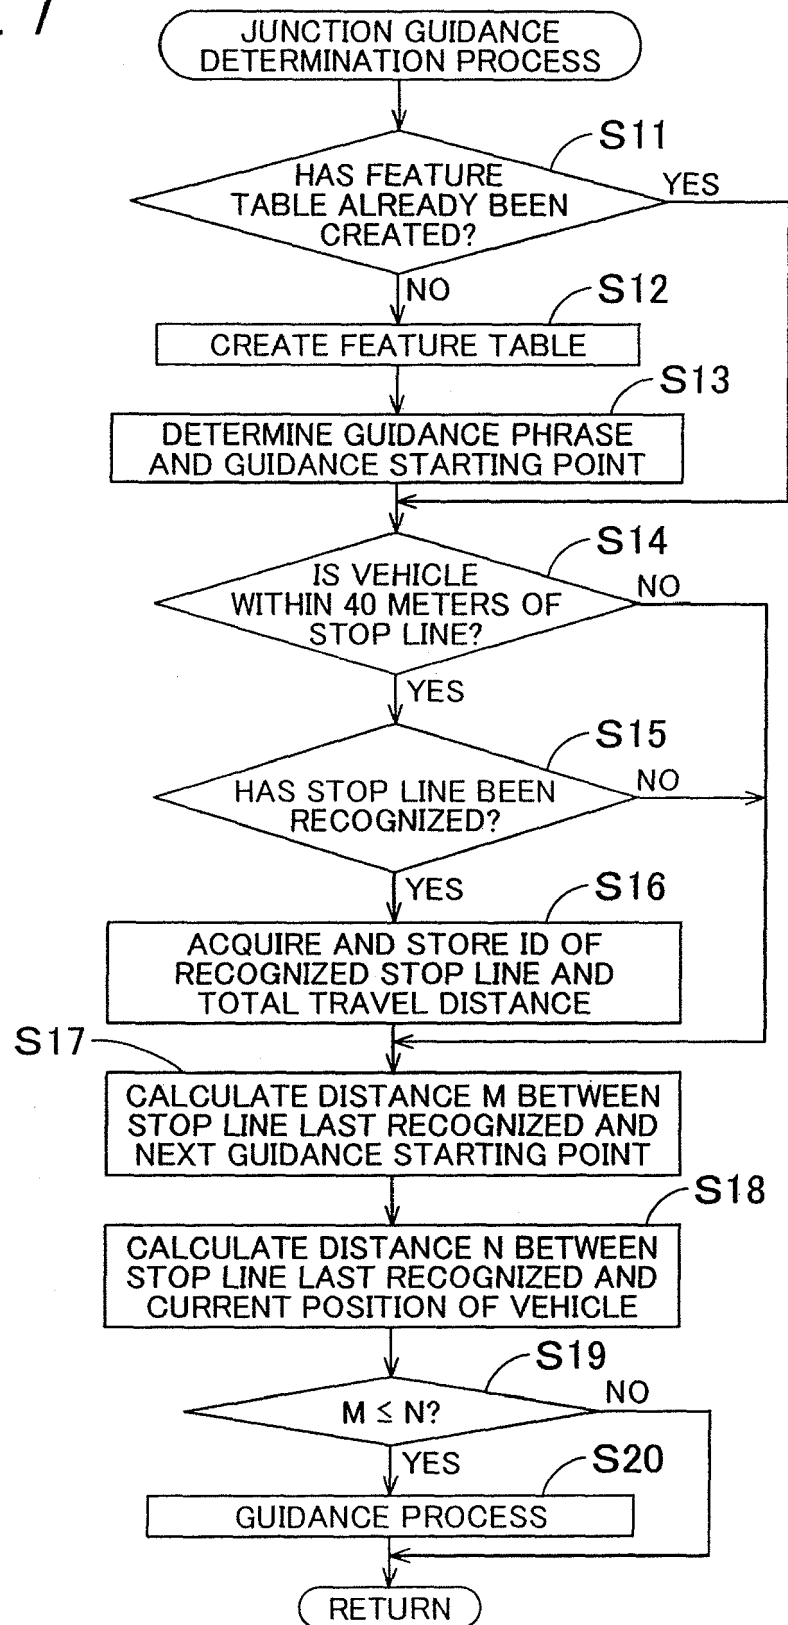 7
JUNCTION GUIDANCE
DETERMINATION PROCESS
S11
HAS FEATURE
TABLE ALREADY BEEN
CREATED?
YES
NO
S12
CREATE FEATURE TABLE
S13
DETERMINE GUIDANCE PHRASE
AND GUIDANCE STARTING POINT
S14
IS VEHICLE
WITHIN 40 METERS OF
STOP LINE?
NO
YES
S15
HAS STOP LINE BEEN
RECOGNIZED?
NO
YES
S16
ACQUIRE AND STORE ID OF
RECOGNIZED STOP LINE AND
TOTAL TRAVEL DISTANCE
S17
CALCULATE DISTANCE M BETWEEN
STOP LINE LAST RECOGNIZED AND
NEXT GUIDANCE STARTING POINT
S18
CALCULATE DISTANCE N BETWEEN
STOP LINE LAST RECOGNIZED AND
CURRENT POSITION OF VEHICLE
S19
M ≤ N?
NO
YES
S20
GUIDANCE PROCESS
RETURN